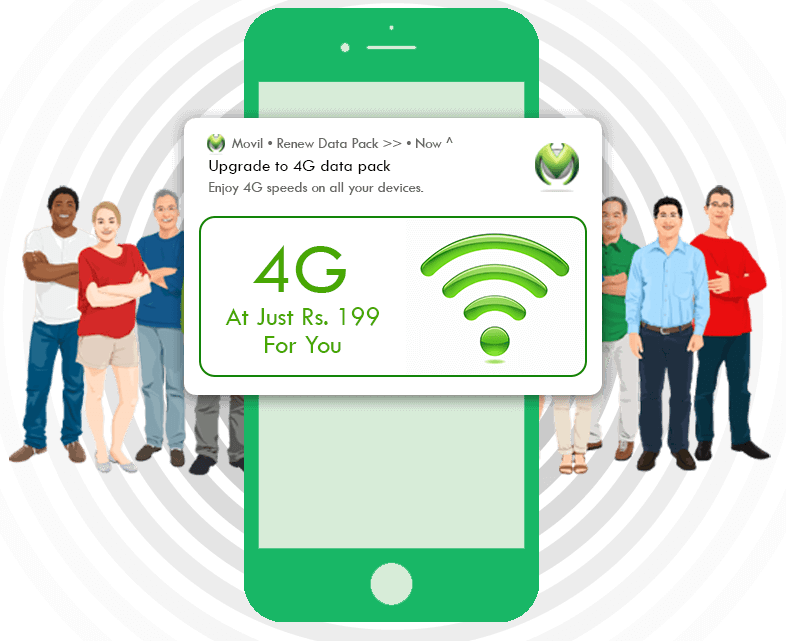 Movil • Renew Data Pack >> • Now ^
Upgrade to 4G data pack
Enjoy 4G speeds on all your devices.
4G
At Just Rs. 199
For You